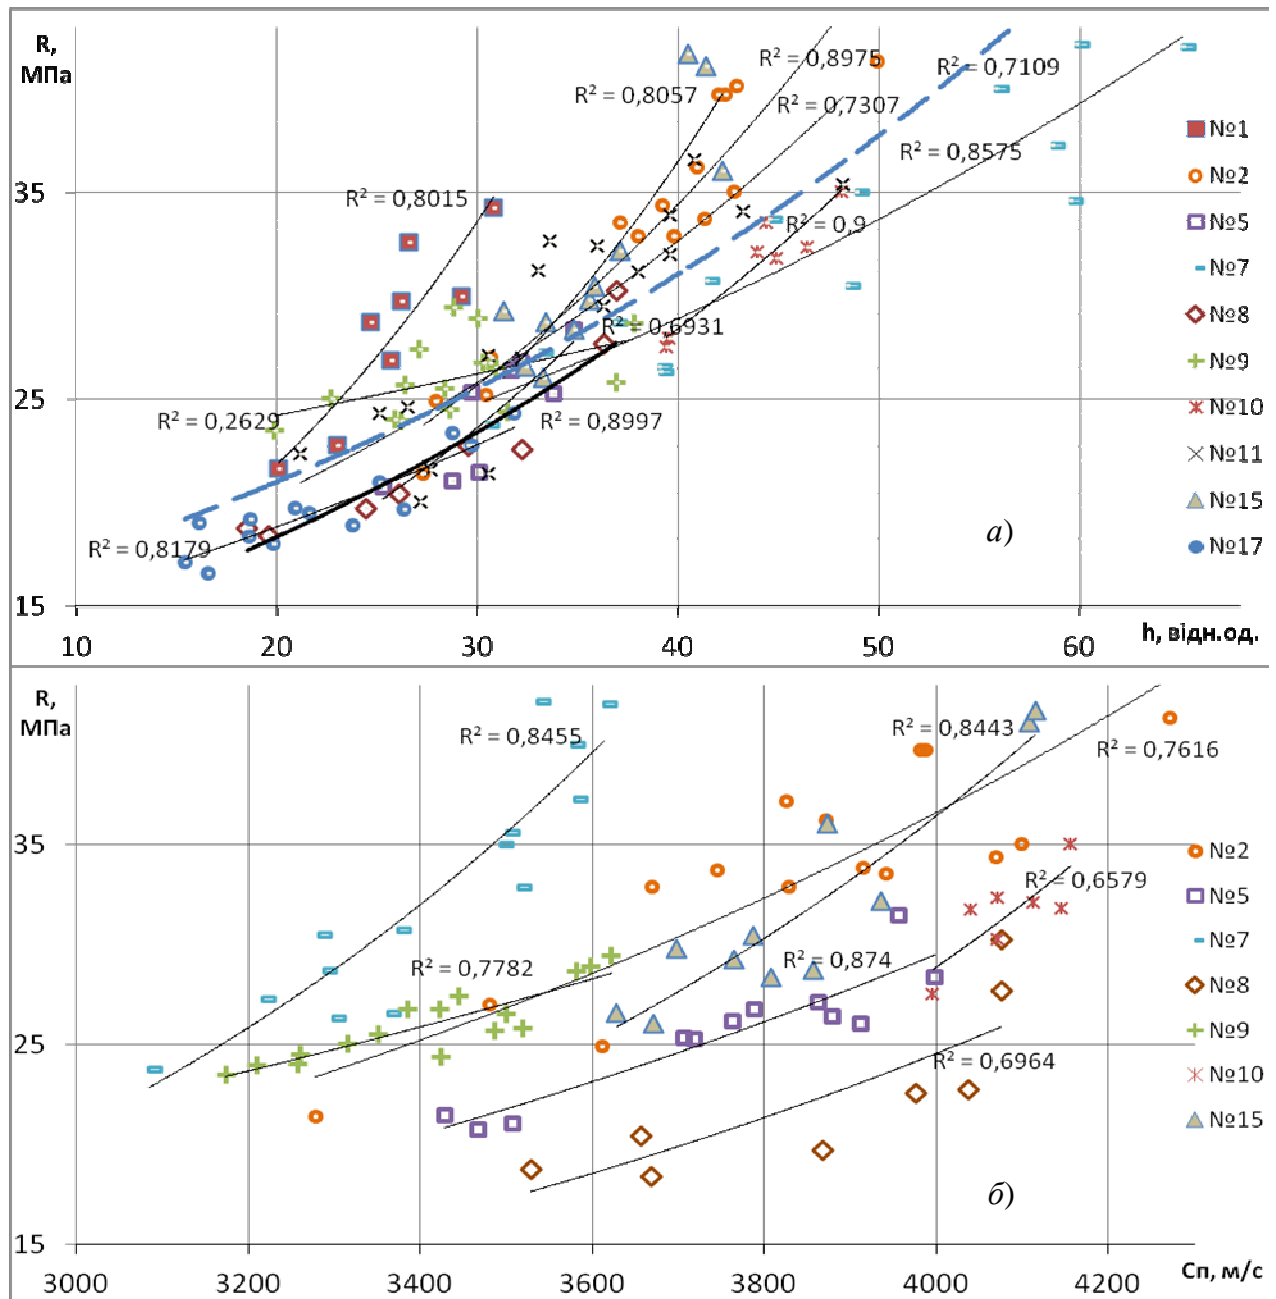 R,
МПа
R² = 0,8975
R² = 0,7109
R² = 0,8057
R² = 0,7307
№1
R² = 0,8575
№2
35
R² = 0,8015
R² = 0,9
№5
№7
№8
R² = 0,6931
№9
25
R² = 0,2629
R² = 0,8997
№10
№11
№15
R² = 0,8179
а)
№17
15
10
20
30
40
50
60
h, відн.од.
R,
МПа
R² = 0,8455
R² = 0,8443
R² = 0,7616
35
№2
R² = 0,6579
№5
№7
R² = 0,7782
R² = 0,874
№8
25
№9
R² = 0,6964
№10
№15
б)
15
3000
3200
3400
3600
3800
4000
4200
Сп, м/с